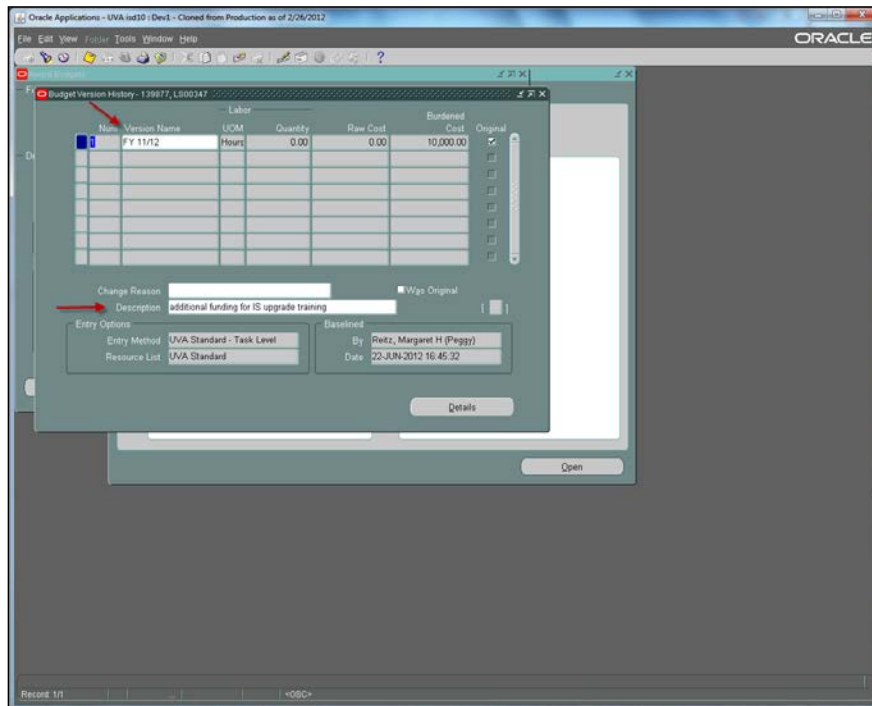 Oracle Applications - UVA isd10 : Dev1 - Cloned from Production as of 2/26/2012
File Edit View Folder Tools Window Help
ORACLE
Award Budgets
Budget Version History - 139877, LS00347
Labor
Burdened
Num Version Name UOM Quantity Raw Cost Cost Original
1 FY 11/12 Hours 0.00 0.00 10,000.00
Change Reason Was Original
Description additional funding for IS upgrade training [ ]
Entry Options Baselined
Entry Method UVA Standard - Task Level By Reitz, Margaret H (Peggy)
Resource List UVA Standard Date 22-JUN-2012 16:45:32
Details
Open
Record: 1/1 <OSC>